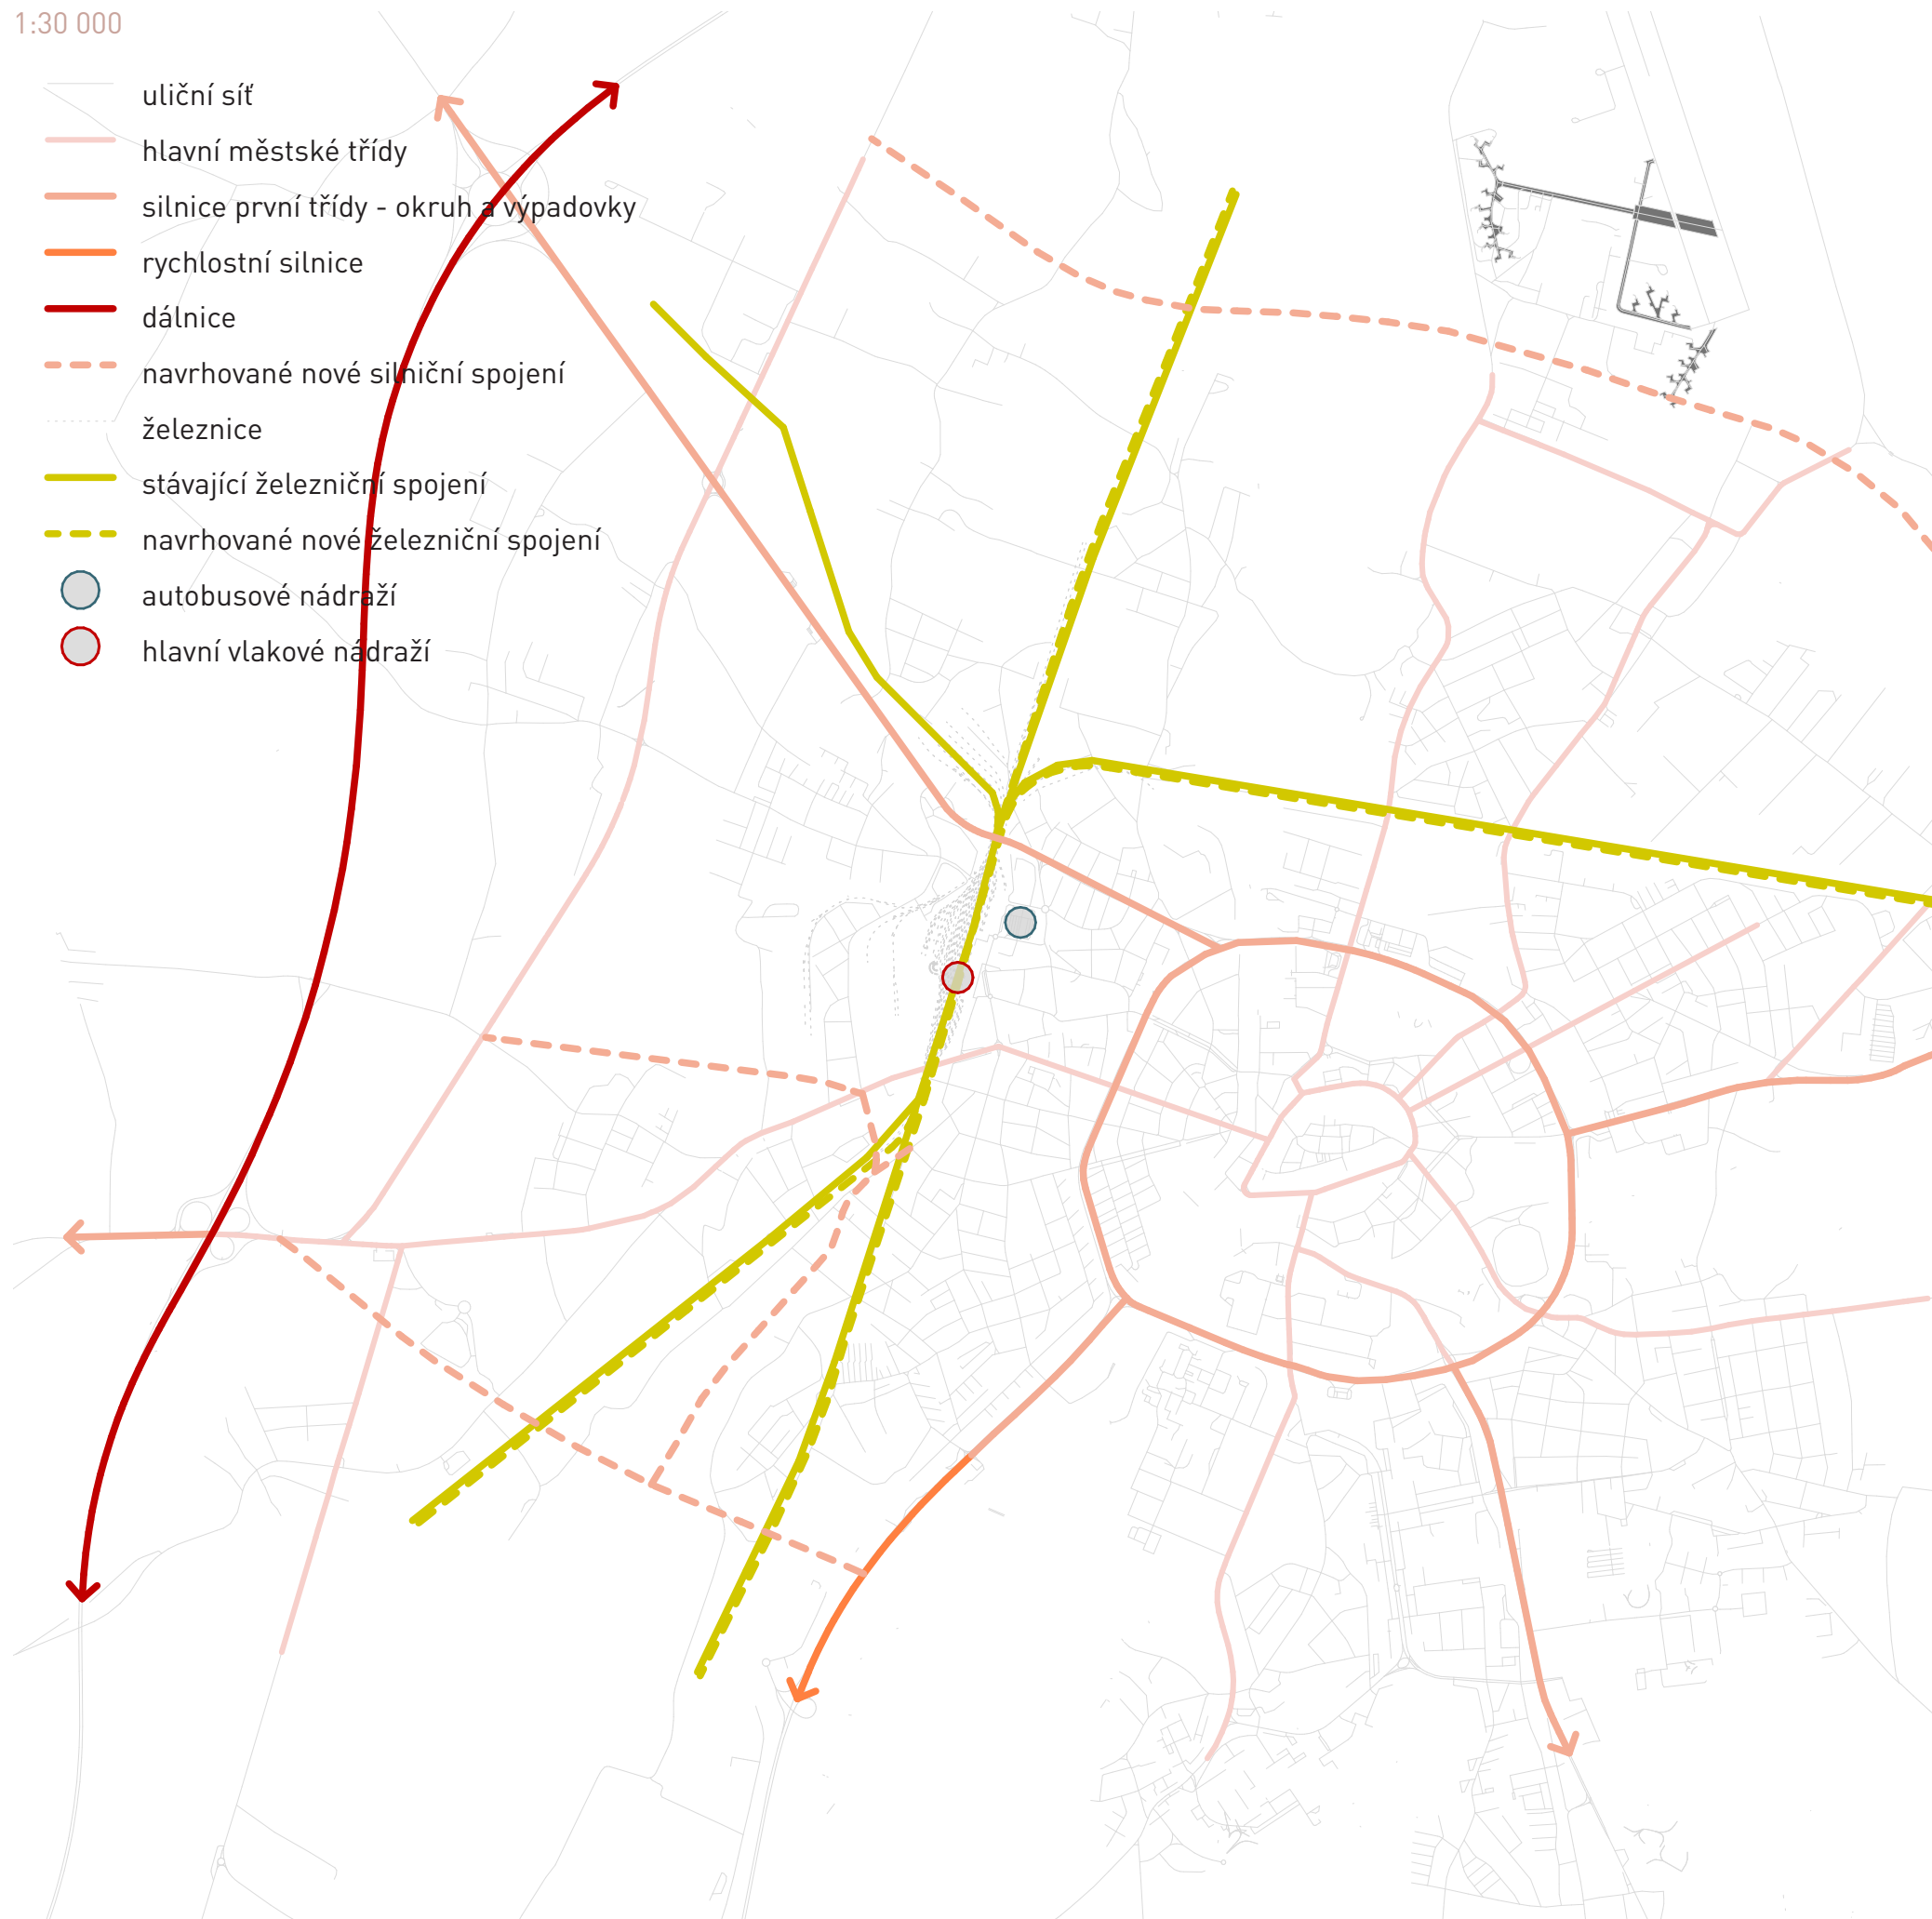 1:30 000
uliční síť
hlavní městské třídy
silnice první třídy - okruh a výpadovky
rychlostní silnice
dálnice
navrhované nové silniční spojení
železnice
stávající železniční spojení
navrhované nové železniční spojení
autobusové nádraží
hlavní vlakové nádraží